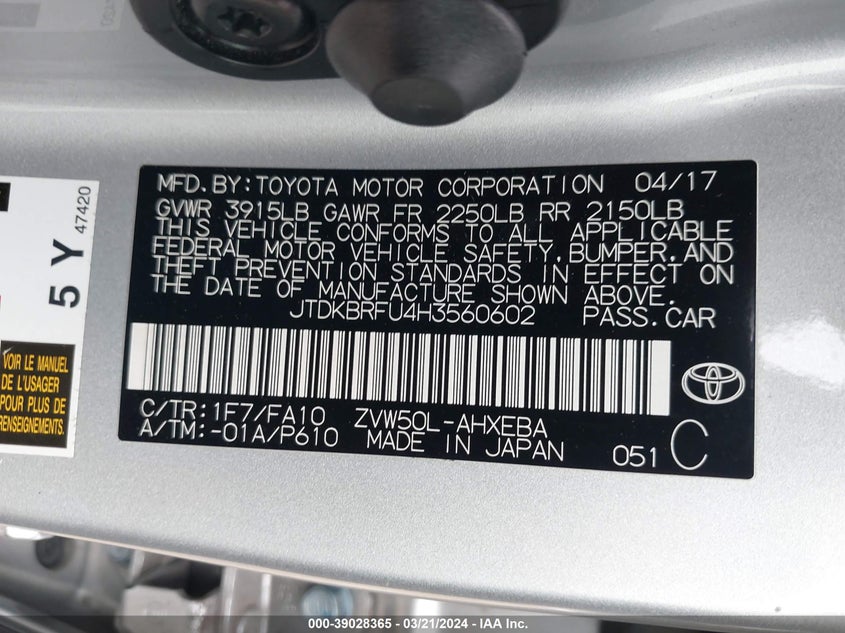 MFD.BY:TOYOTA MOTOR CORPORATION 04/17
GVWR 3915LB GAWR FR 2250LB RR 2150LB
THIS VEHICLE CONFORMS TO ALL APPLICABLE
FEDERAL MOTOR VEHICLE SAFETY,BUMPER,AND
THEFT PREVENTION STANDARDS IN EFFECT ON
THE DATE OF MANUFACTURE SHOWN ABOVE.
JTDKBRFU4H3560602 PASS.CAR
C/TR:1F7/FA10 ZVW50L-AHXEBA
A/TM:-01A/P610 MADE IN JAPAN
051 C
5 Y
47420
VOIR LE MANUEL
DE L'USAGER
POUR PLUS DE
RENSEIGNEMENTS
000-39028365 - 03/21/2024 - IAA Inc.